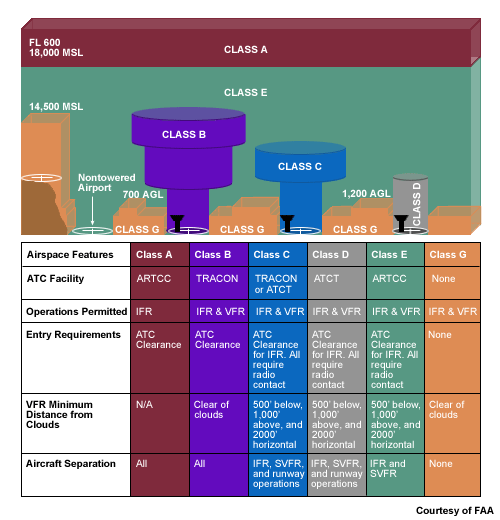 FL 600
18,000 MSL
CLASS A
CLASS E
14,500 MSL
CLASS B
CLASS C
Nontowered
Airport
700 AGL
1,200 AGL
CLASS D
CLASS G
CLASS G
CLASS G
Airspace Features Class A Class B Class C Class D Class E Class G
ATC Facility ARTCC TRACON TRACON ATCT ARTCC None
or ATCT
Operations Permitted IFR IFR & VFR IFR & VFR IFR & VFR IFR & VFR IFR & VFR
Entry Requirements ATC ATC ATC ATC ATC None
Clearance Clearance Clearance Clearance Clearance
for IFR. All for IFR. All for IFR. All
require require require
radio radio radio
contact contact contact
VFR Minimum N/A Clear of 500' below, 500' below, 500' below, Clear of
Distance from clouds 1,000' 1,000' 1,000' clouds
Clouds above, and above, and above, and
2000' 2000' 2000'
horizontal horizontal horizontal
Aircraft Separation All All IFR, SVFR, IFR, SVFR, IFR and None
and runway and runway SVFR
operations operations
Courtesy of FAA